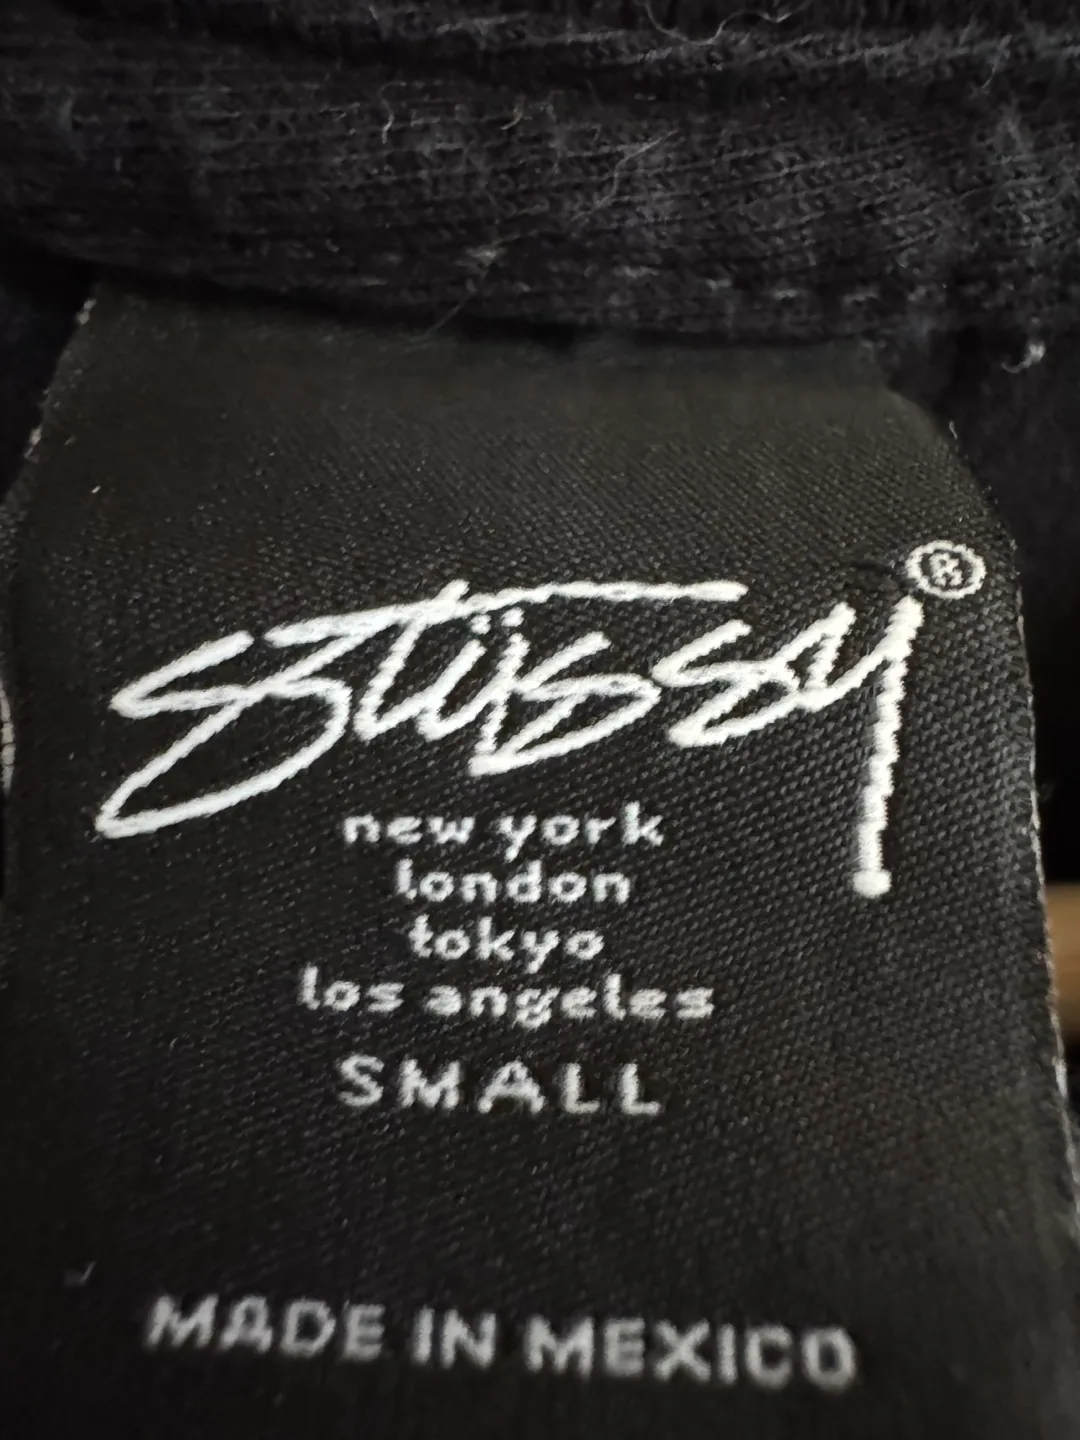 Stüssy®
new york
london
tokyo
los angeles
SMALL
MADE IN MEXICO